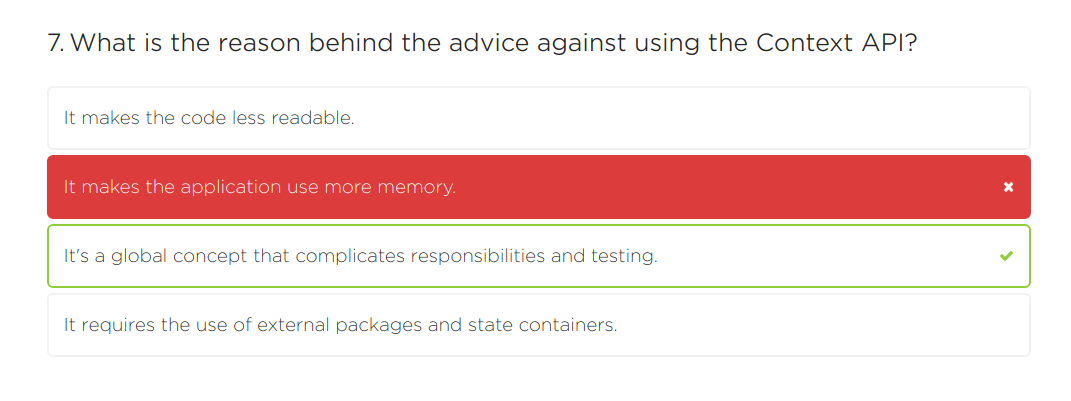 7. What is the reason behind the advice against using the Context API?
It makes the code less readable.
It makes the application use more memory.
It's a global concept that complicates responsibilities and testing.
It requires the use of external packages and state containers.